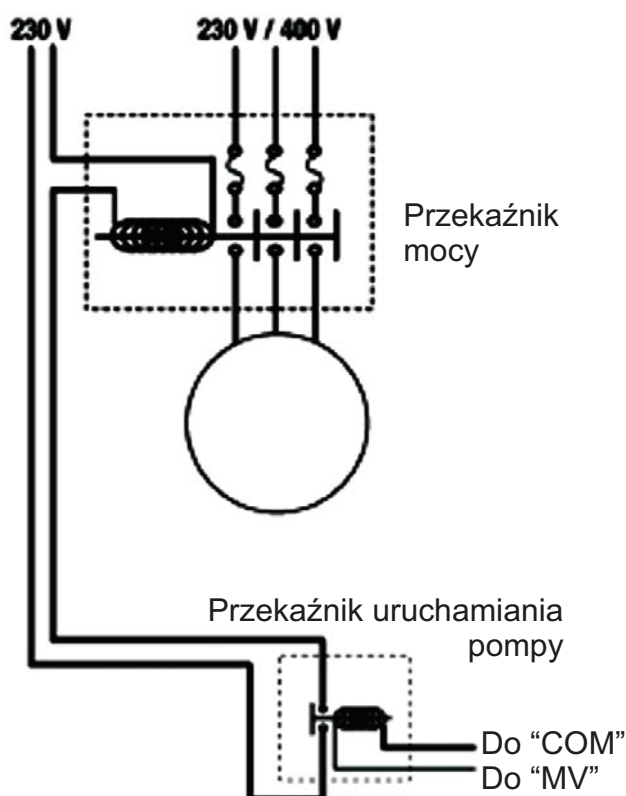 230 V
230 V / 400 V
Przekaźnik
mocy
Przekaźnik uruchamiania
pompy
Do “COM”
Do “MV”